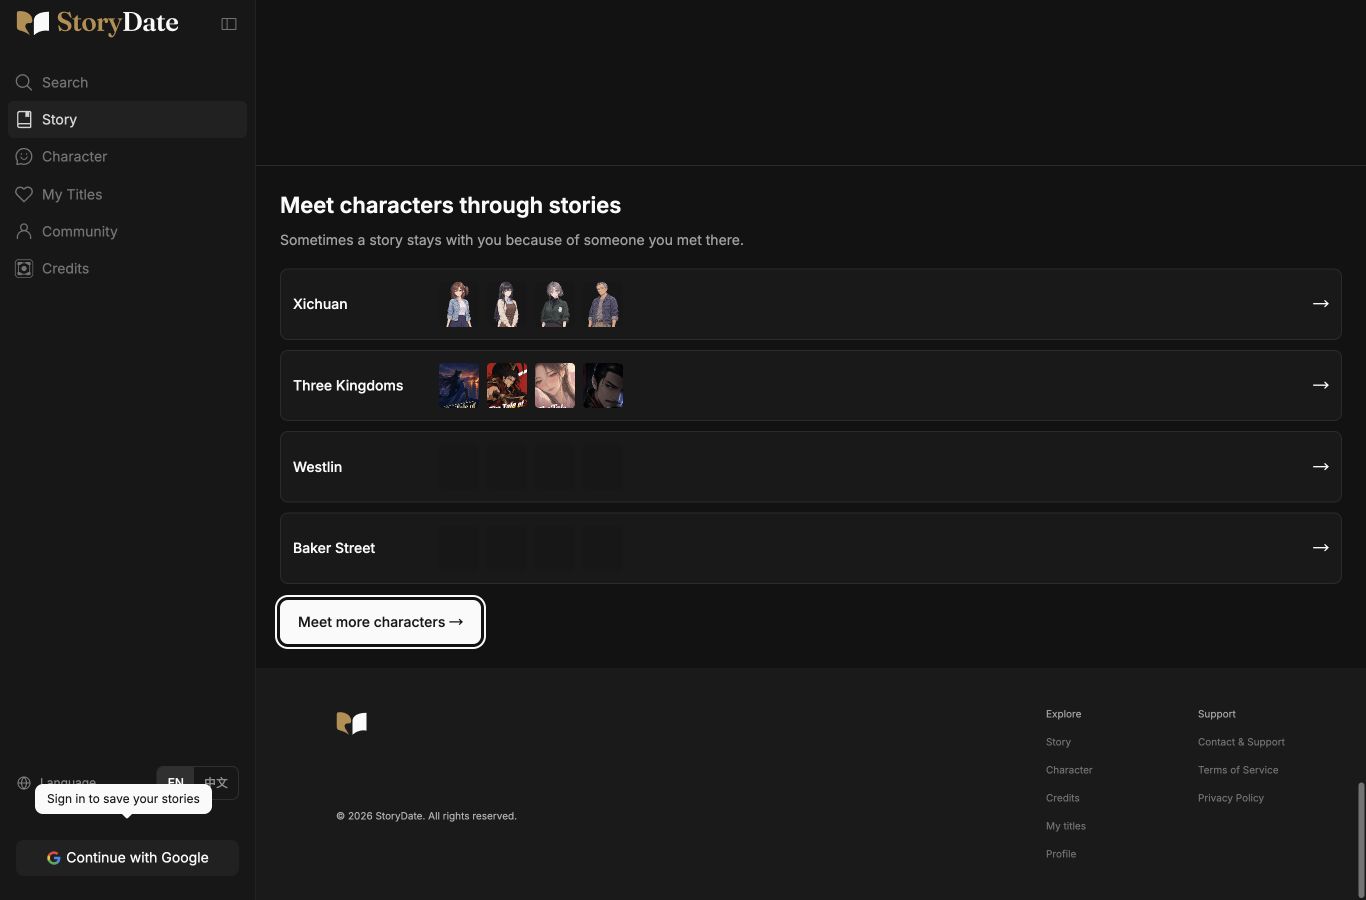 StoryDate
Search
Story
Character
My Titles
Community
Credits
Language
EN
中文
Sign in to save your stories
Continue with Google
Meet characters through stories
Sometimes a story stays with you because of someone you met there.
Xichuan
Three Kingdoms
Westlin
Baker Street
Meet more characters →
© 2026 StoryDate. All rights reserved.
Explore
Story
Character
Credits
My titles
Profile
Support
Contact & Support
Terms of Service
Privacy Policy